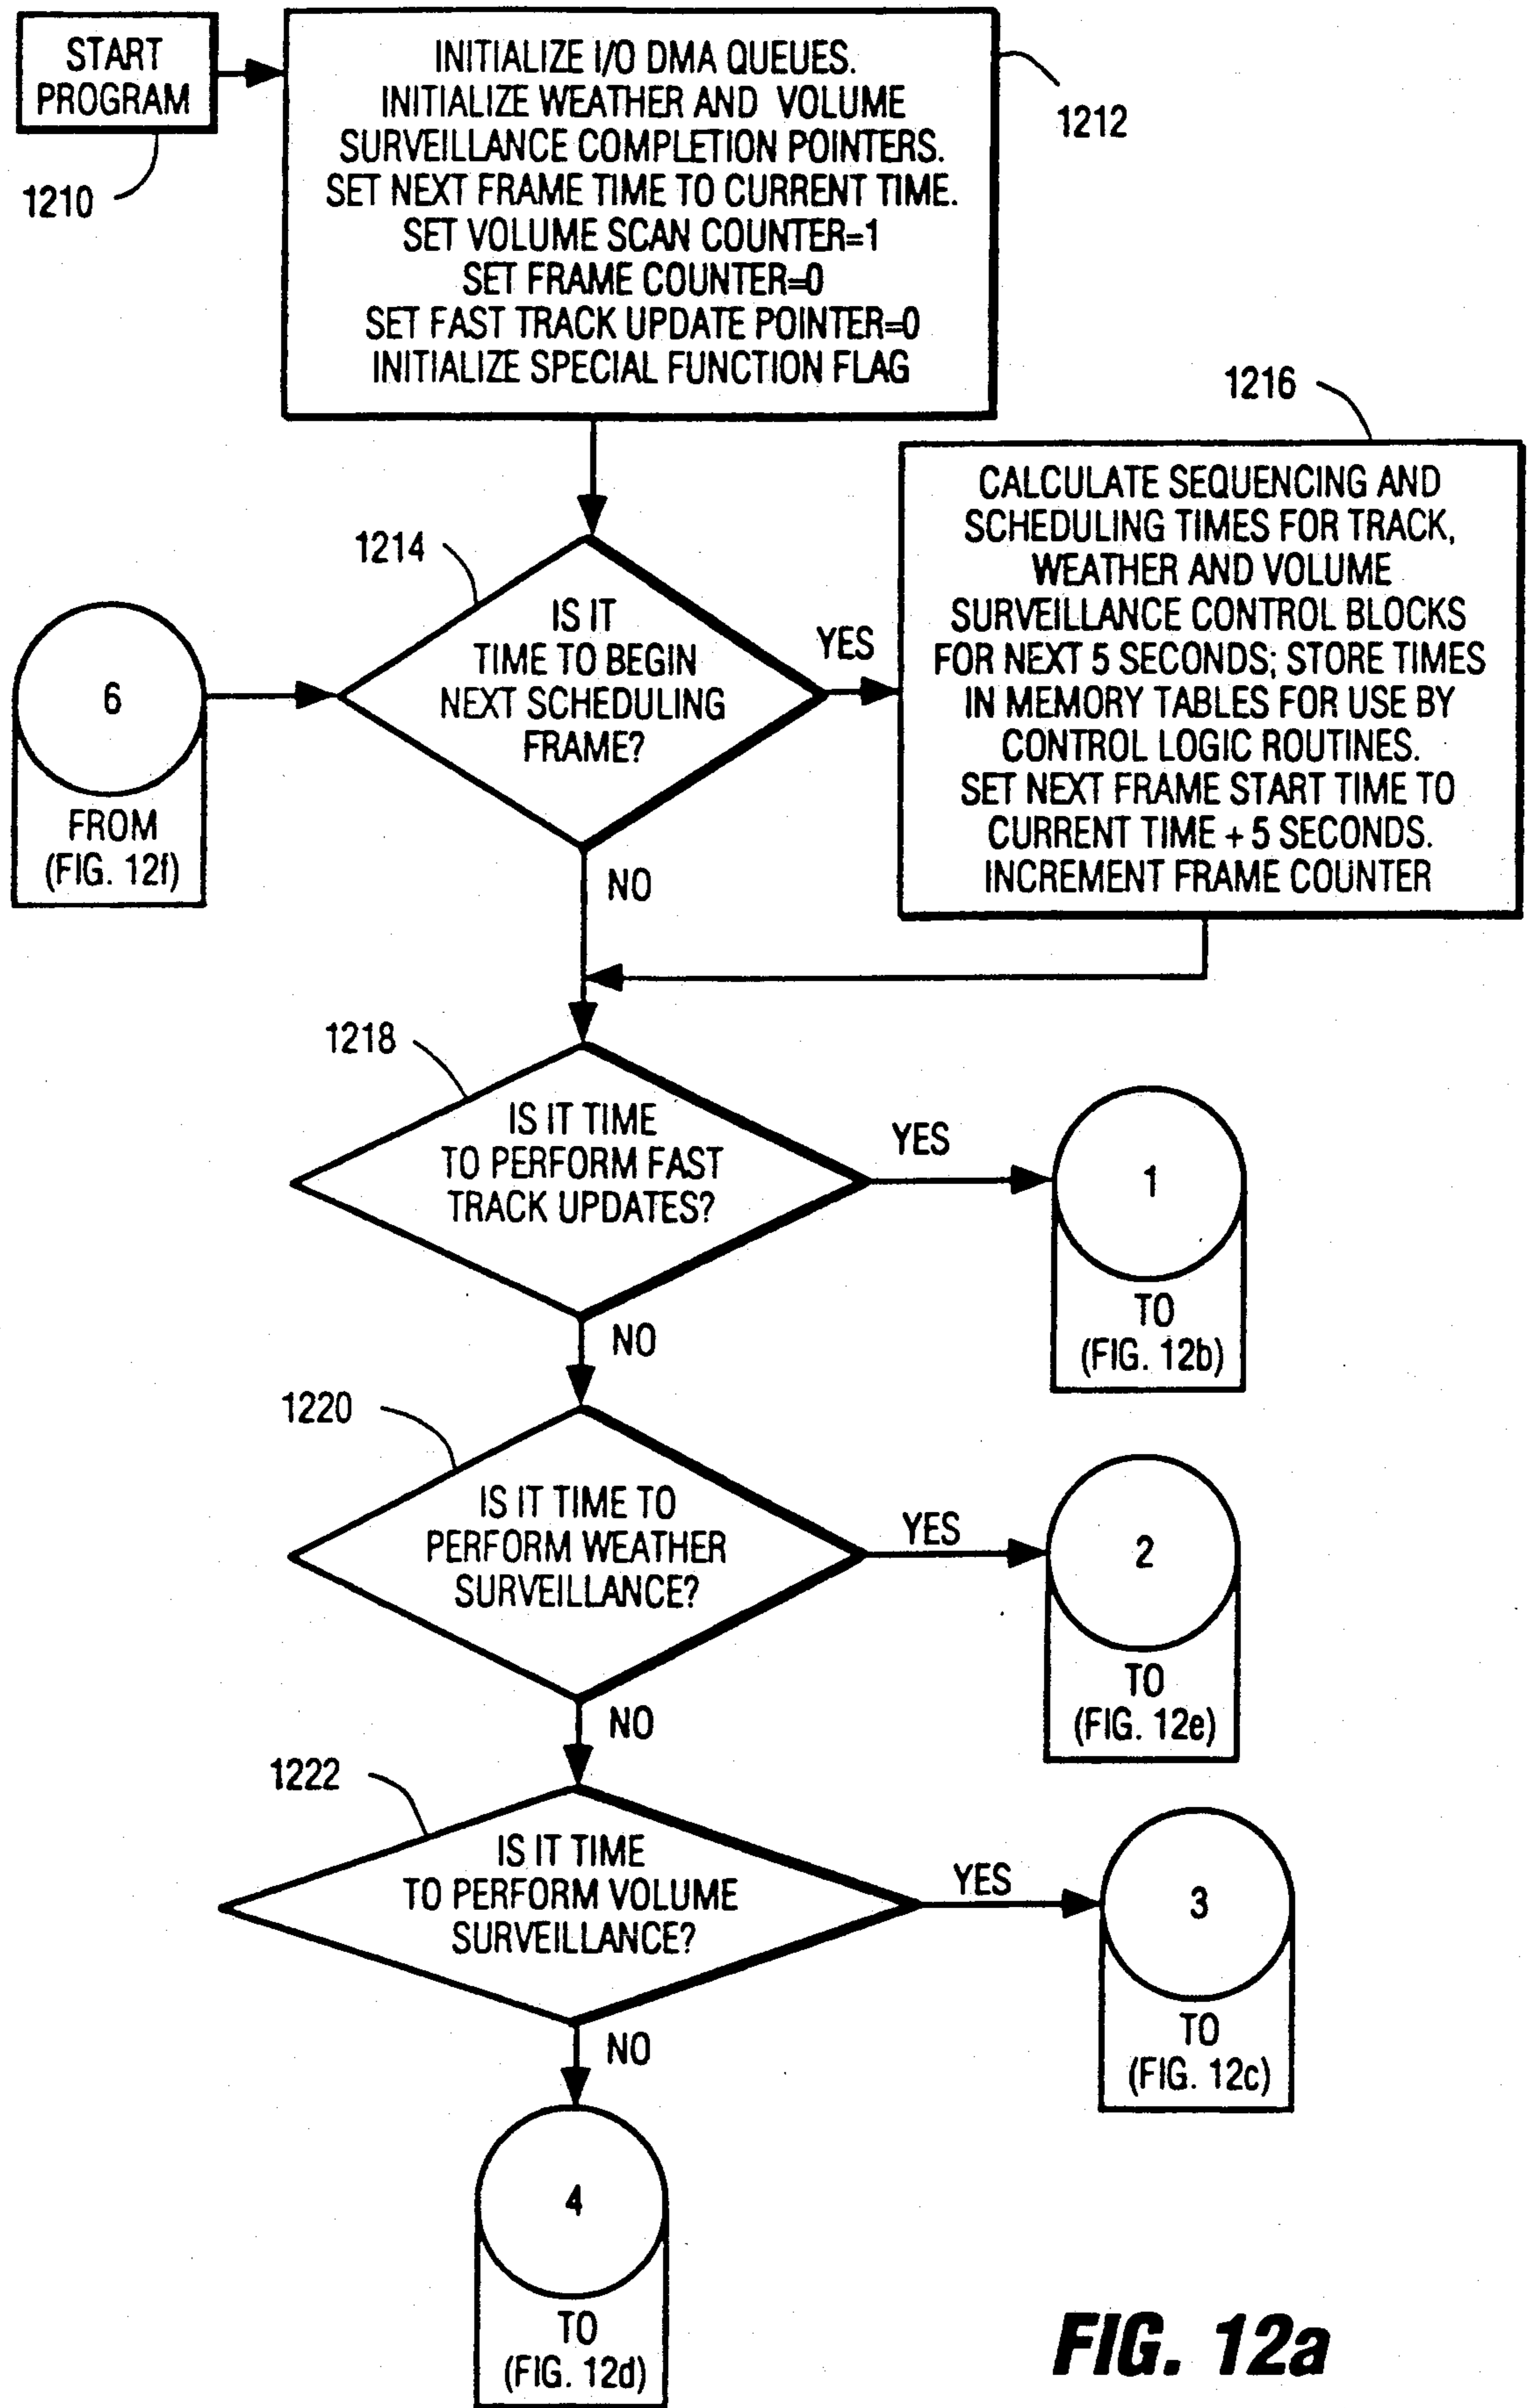 START
PROGRAM
1210
INITIALIZE I/O DMA QUEUES.
INITIALIZE WEATHER AND VOLUME
SURVEILLANCE COMPLETION POINTERS.
SET NEXT FRAME TIME TO CURRENT TIME.
SET VOLUME SCAN COUNTER=1
SET FRAME COUNTER=0
SET FAST TRACK UPDATE POINTER=0
INITIALIZE SPECIAL FUNCTION FLAG
1212
1216
CALCULATE SEQUENCING AND
SCHEDULING TIMES FOR TRACK,
WEATHER AND VOLUME
SURVEILLANCE CONTROL BLOCKS
FOR NEXT 5 SECONDS; STORE TIMES
IN MEMORY TABLES FOR USE BY
CONTROL LOGIC ROUTINES.
SET NEXT FRAME START TIME TO
CURRENT TIME + 5 SECONDS.
INCREMENT FRAME COUNTER
1214
IS IT
TIME TO BEGIN
NEXT SCHEDULING
FRAME?
YES
NO
6
FROM
(FIG. 12f)
1218
IS IT TIME
TO PERFORM FAST
TRACK UPDATES?
YES
NO
1
TO
(FIG. 12b)
1220
IS IT TIME TO
PERFORM WEATHER
SURVEILLANCE?
YES
NO
2
TO
(FIG. 12e)
1222
IS IT TIME
TO PERFORM VOLUME
SURVEILLANCE?
YES
NO
3
TO
(FIG. 12c)
4
TO
(FIG. 12d)
FIG. 12a